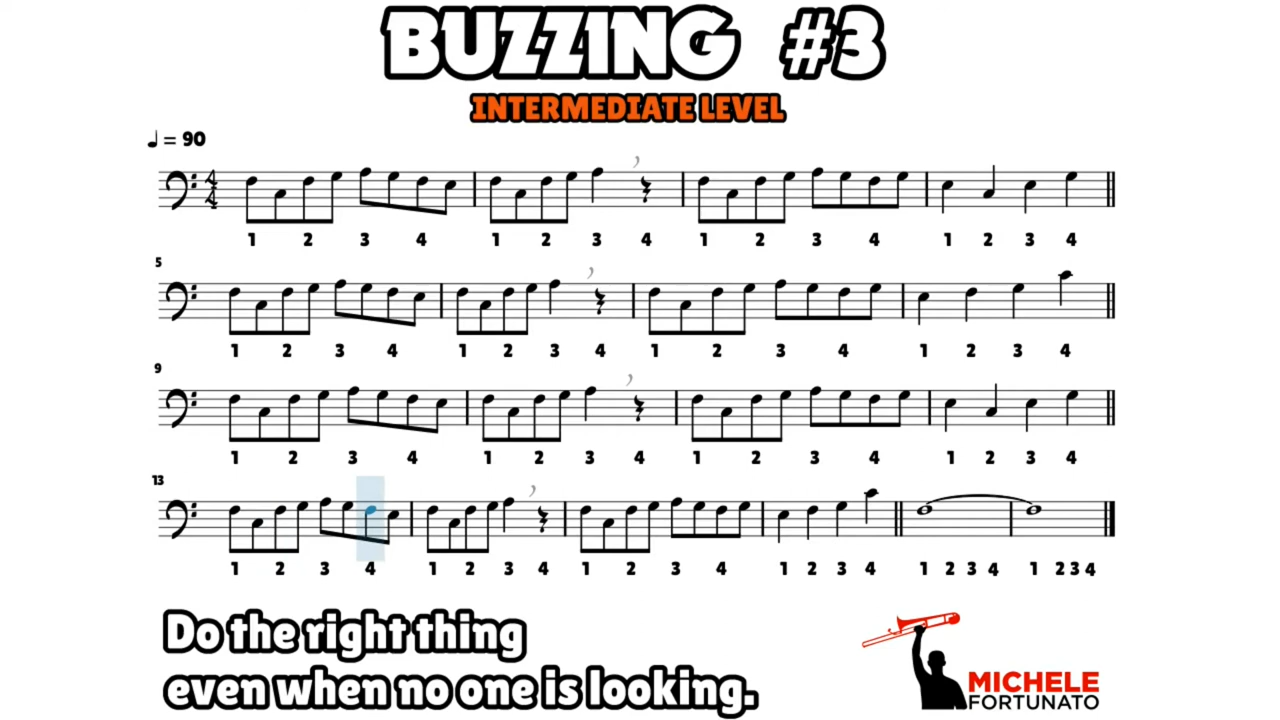 BUZZING #3
INTERMEDIATE LEVEL
♩ = 90
4
4
1 2 3 4 1 2 3 4 1 2 3 4 1 2 3 4
5
1 2 3 4 1 2 3 4 1 2 3 4 1 2 3 4
9
1 2 3 4 1 2 3 4 1 2 3 4 1 2 3 4
13
1 2 3 4 1 2 3 4 1 2 3 4 1 2 3 4 1 2 3 4 1 2 3 4
Do the right thing
even when no one is looking.
MICHELE
FORTUNATO